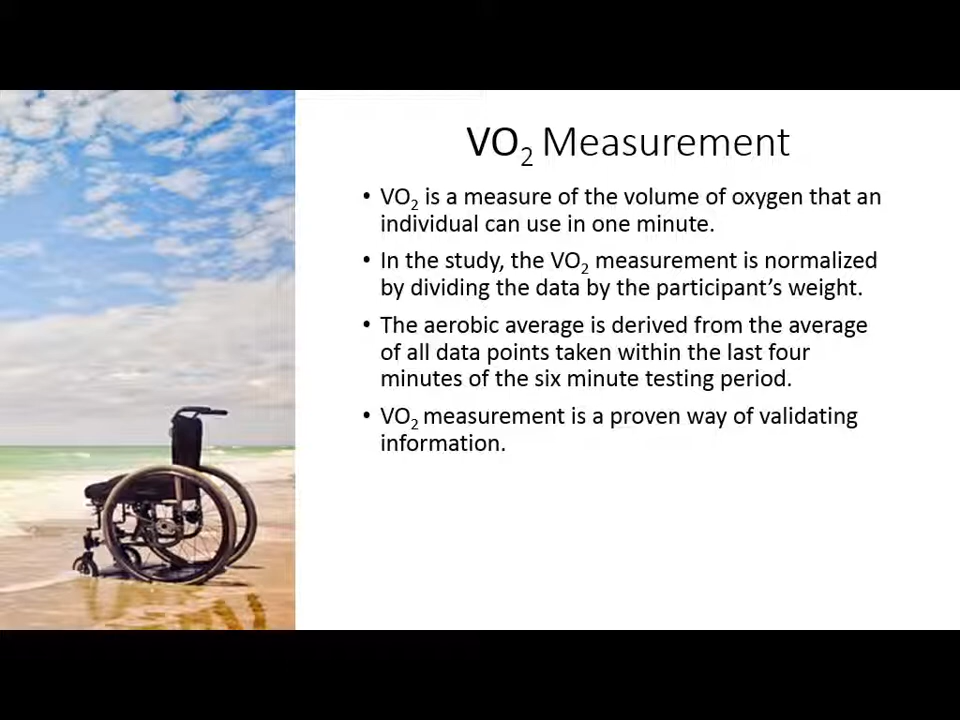 VO₂ Measurement
• VO₂ is a measure of the volume of oxygen that an
individual can use in one minute.
• In the study, the VO₂ measurement is normalized
by dividing the data by the participant’s weight.
• The aerobic average is derived from the average
of all data points taken within the last four
minutes of the six minute testing period.
• VO₂ measurement is a proven way of validating
information.